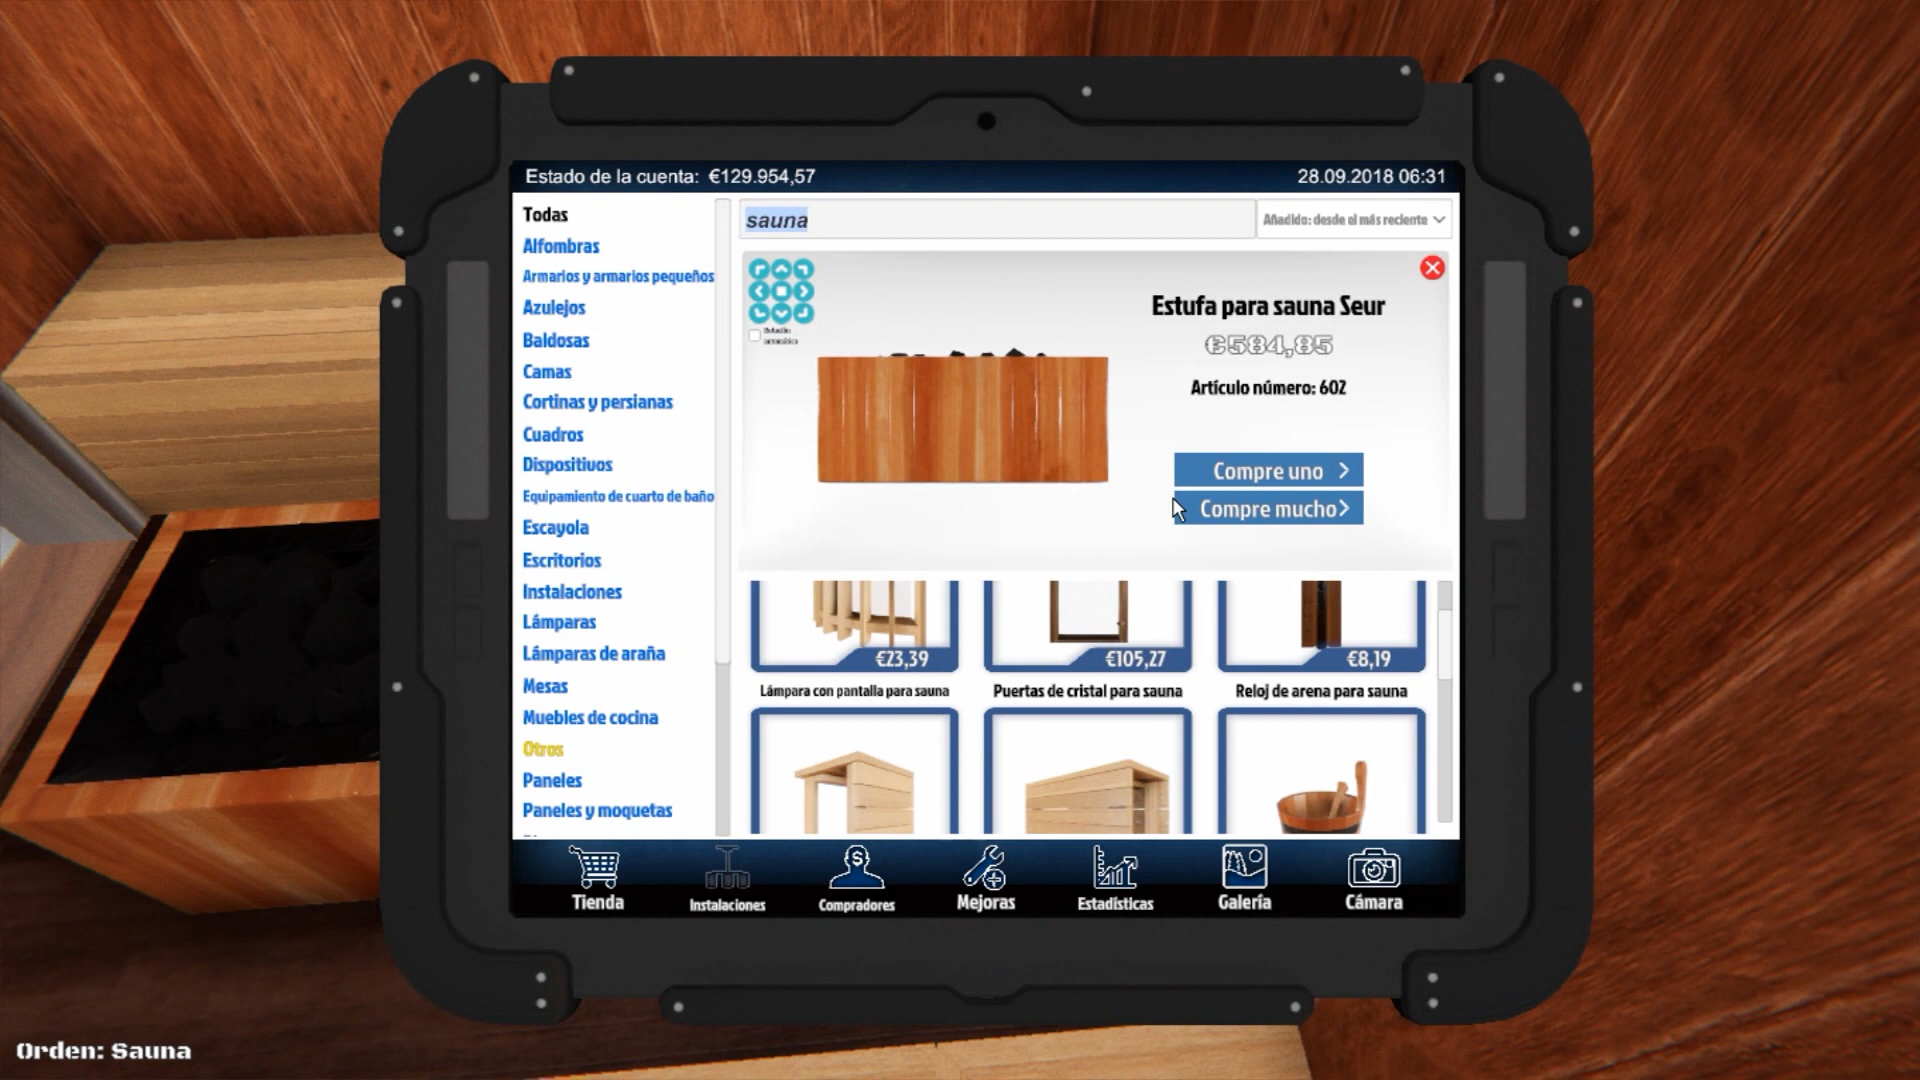 Estado de la cuenta: €129.954,57
28.09.2018 06:31
Todas
Alfombras
Armarios y armarios pequeños
Azulejos
Baldosas
Camas
Cortinas y persianas
Cuadros
Dispositivos
Equipamiento de cuarto de baño
Escayola
Escritorios
Instalaciones
Lámparas
Lámparas de araña
Mesas
Muebles de cocina
Otros
Paneles
Paneles y moquetas
sauna
Añadido: desde el más reciente
Rotación
automática
Estufa para sauna Seur
€584,85
Artículo número: 602
Compre uno >
Compre mucho>
€23,39
€105,27
€8,19
Lámpara con pantalla para sauna
Puertas de cristal para sauna
Reloj de arena para sauna
Tienda
Instalaciones
Compradores
Mejoras
Estadísticas
Galería
Cámara
Orden: Sauna